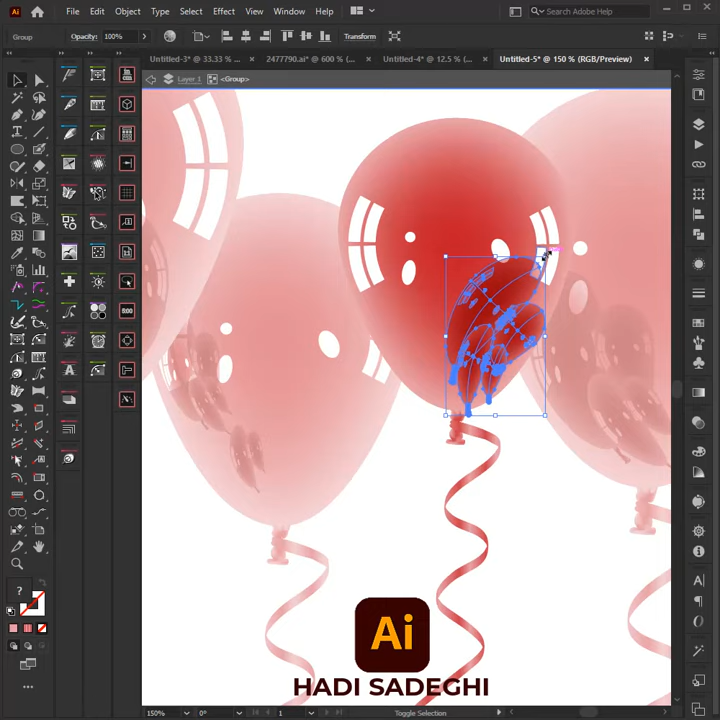 Ai
File Edit Object Type Select Effect View Window Help
Search Adobe Help
Group
Opacity: 100%
Transform
Untitled-3* @ 33.33 %
2477790.ai* @ 600 %
Untitled-4* @ 12.5 %
Untitled-5* @ 150 % (RGB/Preview)
Layer 1
<Group>
Ai
HADI SADEGHI
150%
0°
1
Toggle Selection